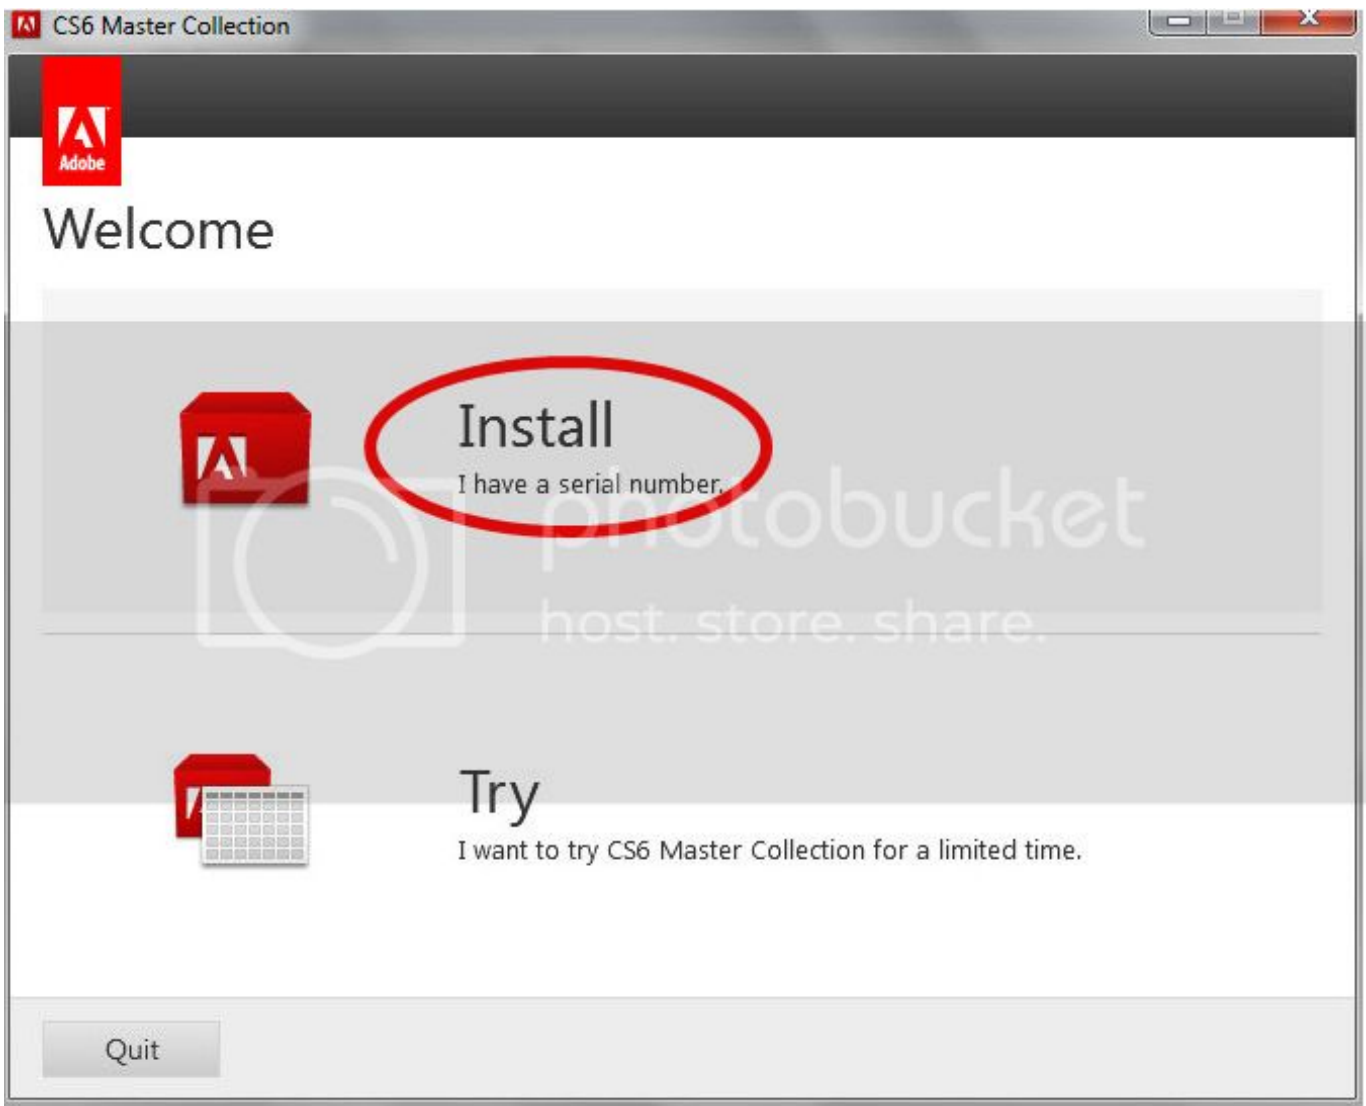 CS6 Master Collection
Adobe
Welcome
Install
I have a serial number.
photobucket
host. store. share.
Try
I want to try CS6 Master Collection for a limited time.
Quit